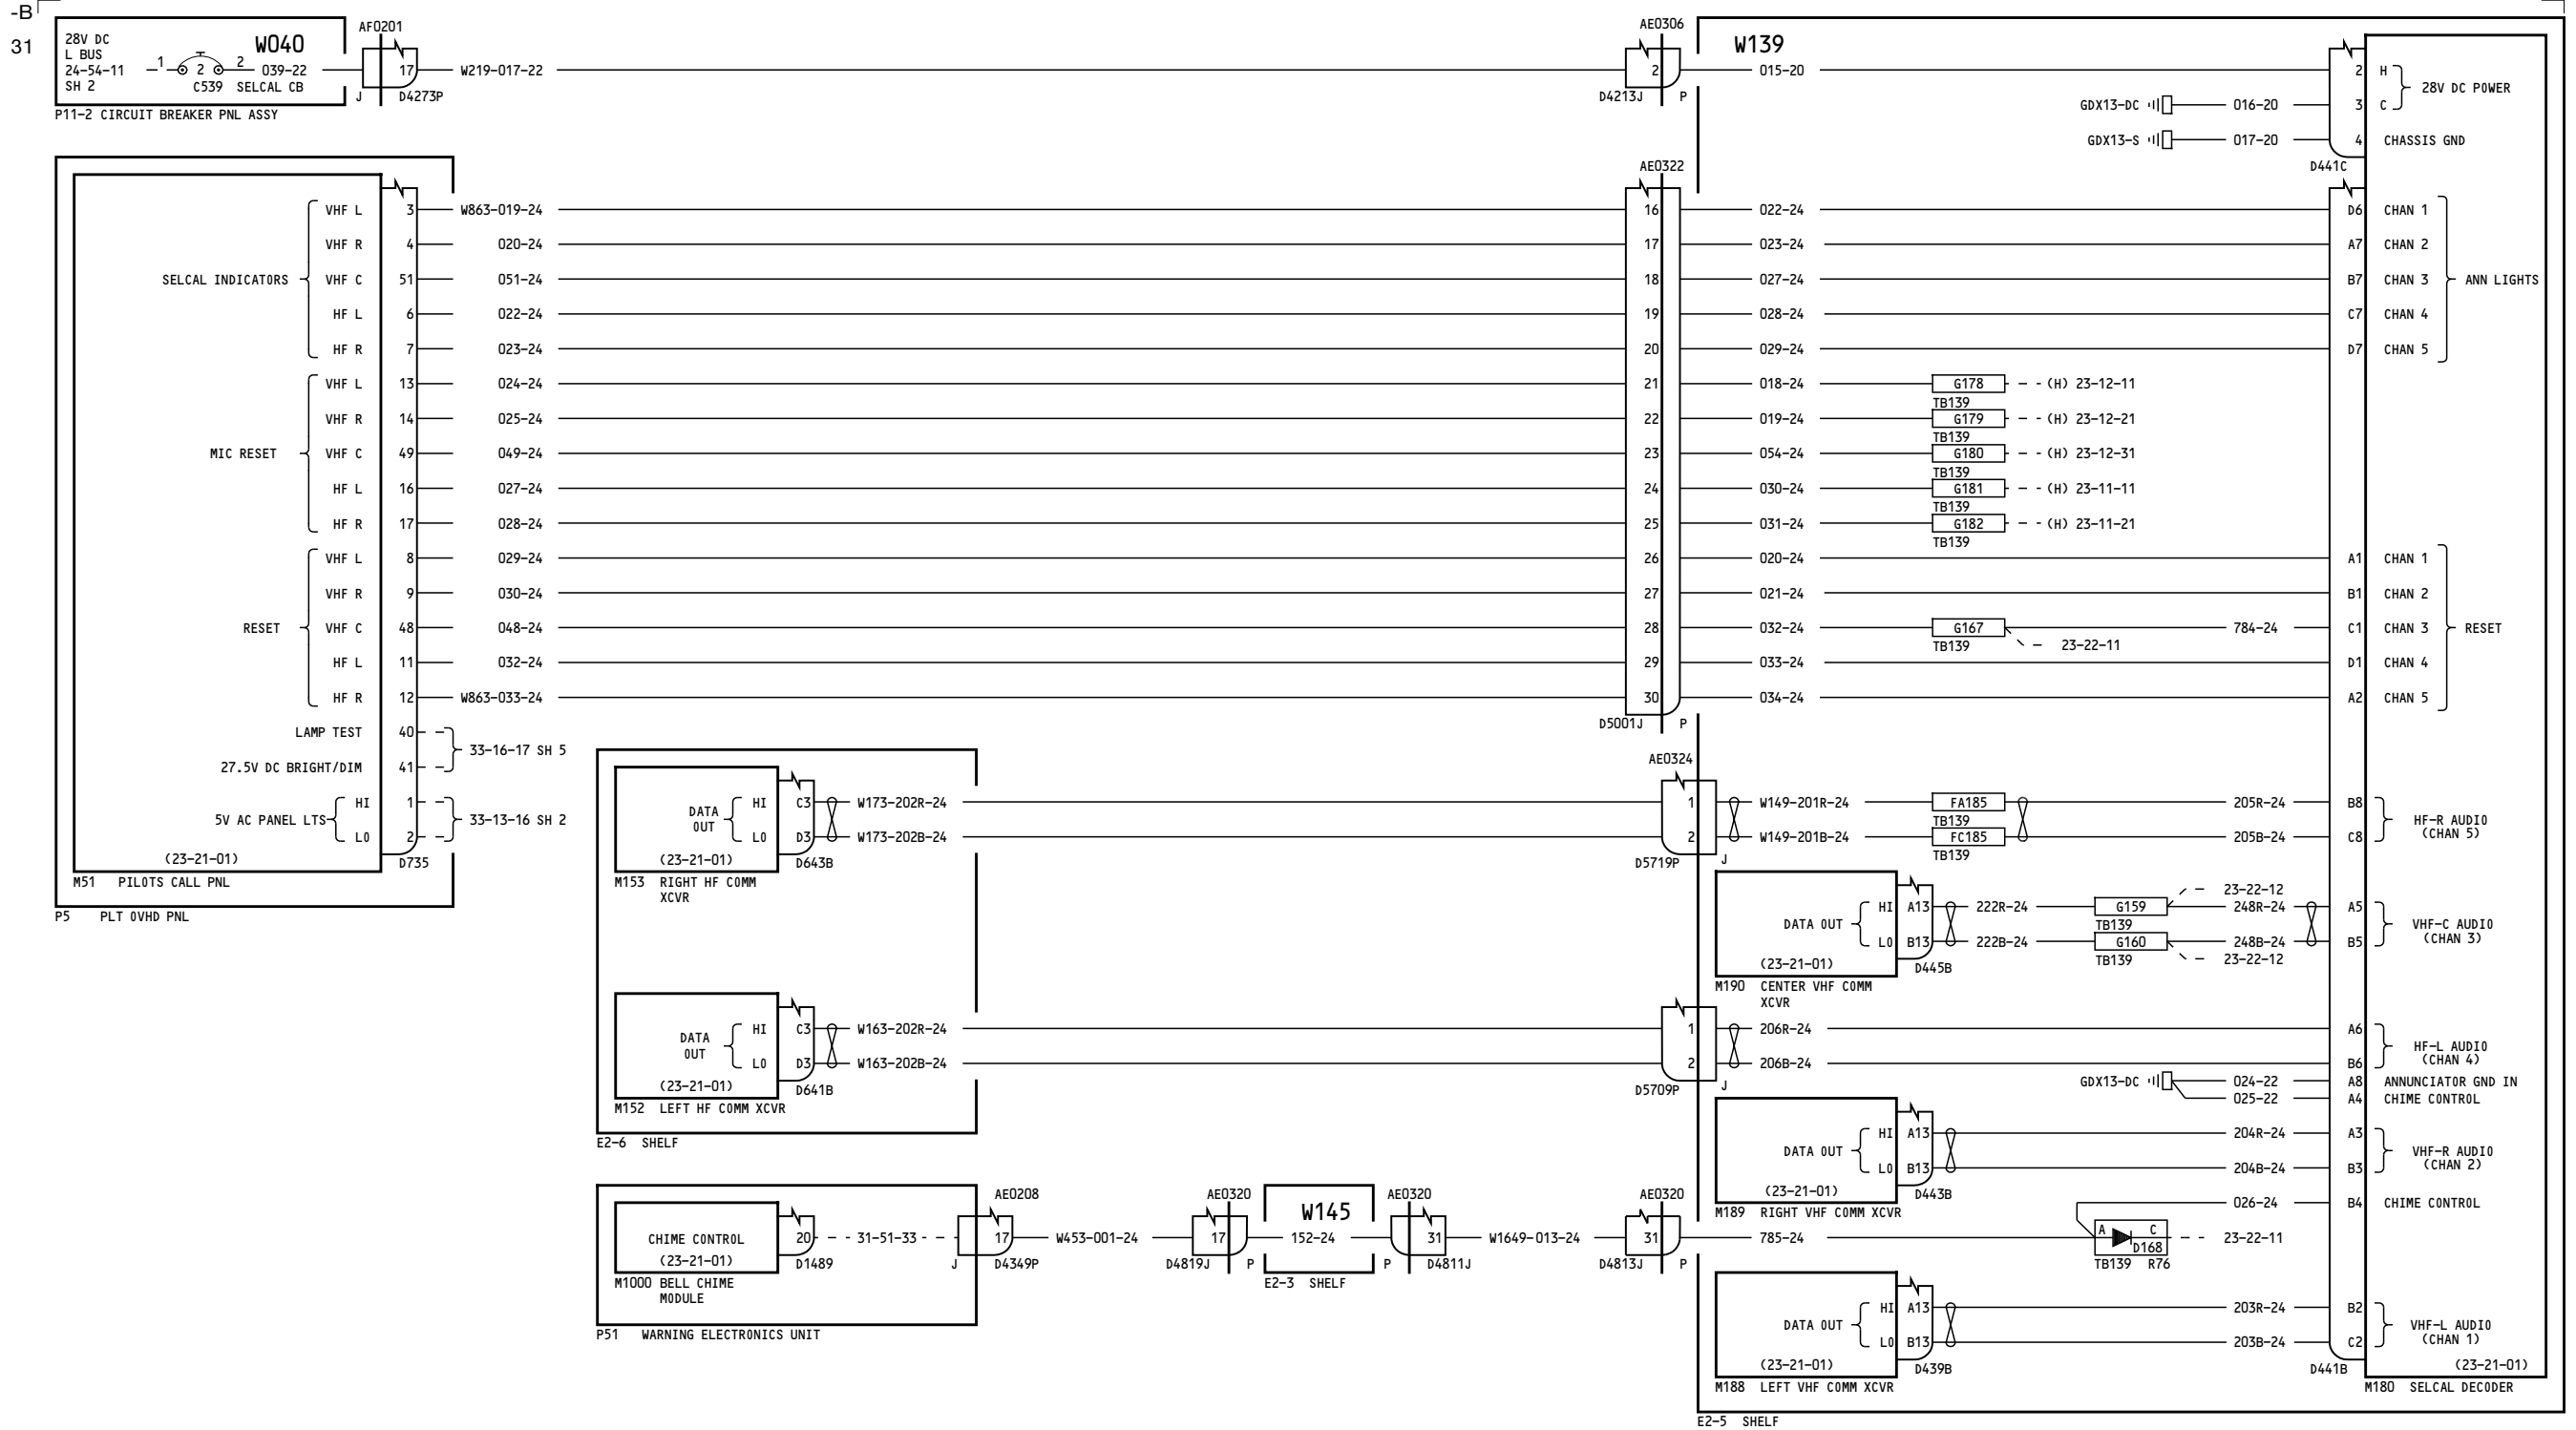 -B
31
28V DC
L BUS
24-54-11
SH 2
W040
1 2 2 039-22
C539 SELCAL CB
P11-2 CIRCUIT BREAKER PNL ASSY
AF0201
17 W219-017-22
J D4273P
AE0306
2
D4213J P
W139
015-20
2 H
28V DC POWER
GDX13-DC 016-20 3 C
GDX13-S 017-20 4 CHASSIS GND
D441C
AE0322
SELCAL INDICATORS
VHF L 3 W863-019-24 16 022-24 D6 CHAN 1
VHF R 4 020-24 17 023-24 A7 CHAN 2
VHF C 51 051-24 18 027-24 B7 CHAN 3 ANN LIGHTS
HF L 6 022-24 19 028-24 C7 CHAN 4
HF R 7 023-24 20 029-24 D7 CHAN 5
MIC RESET
VHF L 13 024-24 21 018-24 G178 (H) 23-12-11
TB139
VHF R 14 025-24 22 019-24 G179 (H) 23-12-21
TB139
VHF C 49 049-24 23 054-24 G180 (H) 23-12-31
TB139
HF L 16 027-24 24 030-24 G181 (H) 23-11-11
TB139
HF R 17 028-24 25 031-24 G182 (H) 23-11-21
TB139
RESET
VHF L 8 029-24 26 020-24 A1 CHAN 1
VHF R 9 030-24 27 021-24 B1 CHAN 2
VHF C 48 048-24 28 032-24 G167 784-24 C1 CHAN 3 RESET
TB139 23-22-11
HF L 11 032-24 29 033-24 D1 CHAN 4
HF R 12 W863-033-24 30 034-24 A2 CHAN 5
D5001J P
LAMP TEST 40
33-16-17 SH 5
27.5V DC BRIGHT/DIM 41
5V AC PANEL LTS
HI 1
33-13-16 SH 2
LO 2
(23-21-01)
D735
M51 PILOTS CALL PNL
P5 PLT OVHD PNL
AE0324
DATA OUT
HI C3 W173-202R-24 1 W149-201R-24 FA185 205R-24 B8
TB139
LO D3 W173-202B-24 2 W149-201B-24 FC185 205B-24 C8
TB139
HF-R AUDIO
(CHAN 5)
(23-21-01)
D643B
D5719P J
M153 RIGHT HF COMM
XCVR
DATA OUT
23-22-12
HI A13 222R-24 G159 248R-24 A5
TB139
LO B13 222B-24 G160 248B-24 B5
TB139 23-22-12
VHF-C AUDIO
(CHAN 3)
(23-21-01)
D445B
M190 CENTER VHF COMM
XCVR
DATA OUT
HI C3 W163-202R-24 1 206R-24 A6
LO D3 W163-202B-24 2 206B-24 B6
HF-L AUDIO
(CHAN 4)
(23-21-01)
D641B
D5709P J
M152 LEFT HF COMM XCVR
E2-6 SHELF
GDX13-DC 024-22 A8 ANNUNCIATOR GND IN
025-22 A4 CHIME CONTROL
DATA OUT
HI A13 204R-24 A3
LO B13 204B-24 B3
VHF-R AUDIO
(CHAN 2)
(23-21-01)
D443B
M189 RIGHT VHF COMM XCVR
026-24 B4 CHIME CONTROL
CHIME CONTROL
(23-21-01)
20 31-51-33
D1489
M1000 BELL CHIME
MODULE
P51 WARNING ELECTRONICS UNIT
AE0208
17 W453-001-24
J D4349P
AE0320
17
D4819J P
W145
152-24
E2-3 SHELF
AE0320
31 W1649-013-24
P D4811J
AE0320
31 785-24
D4813J P
A C
D168
23-22-11
TB139 R76
DATA OUT
HI A13 203R-24 B2
LO B13 203B-24 C2
VHF-L AUDIO
(CHAN 1)
(23-21-01)
D439B
M188 LEFT VHF COMM XCVR
D441B
(23-21-01)
M180 SELCAL DECODER
E2-5 SHELF